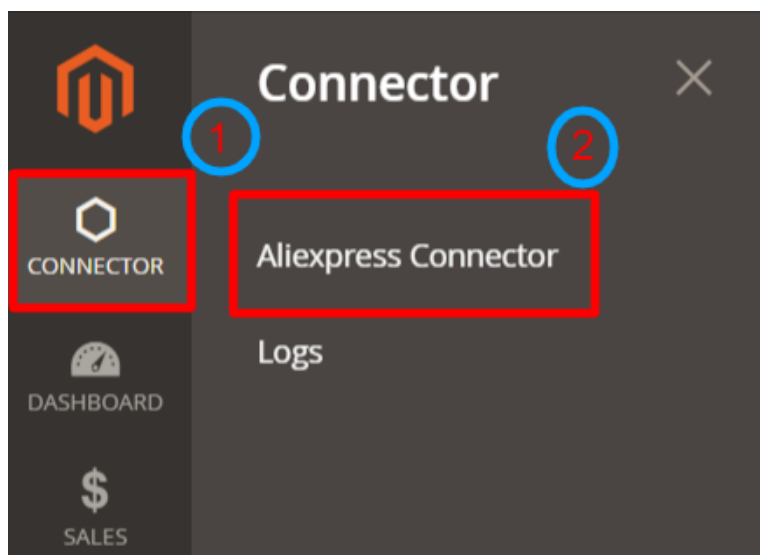 Connector
1
2
CONNECTOR
Aliexpress Connector
Logs
DASHBOARD
$
SALES